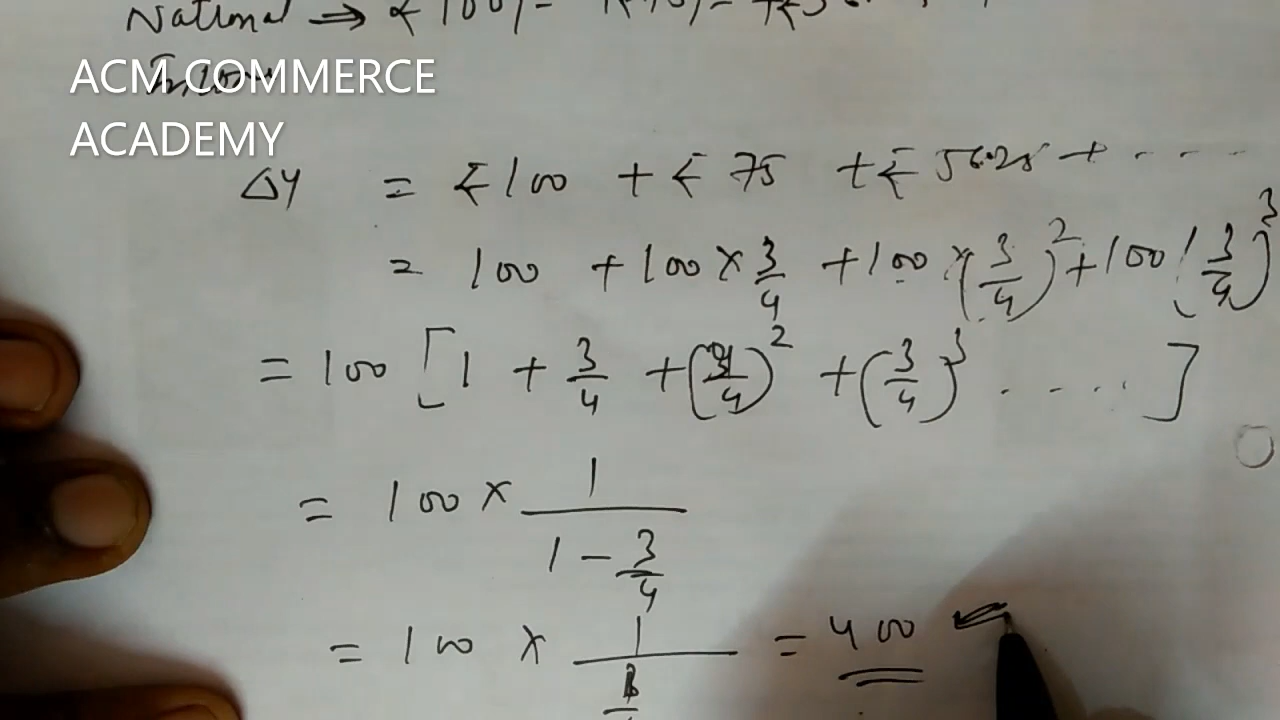 National ⇒ ₹ 100/-
ACM COMMERCE
ACADEMY
ΔY = ₹100 + ₹ 75 + ₹ 56.25 + ....
= 100 + 100 × 3/4 + 100 × (3/4)² + 100 (3/4)³
= 100 [ 1 + 3/4 + (3/4)² + (3/4)³ ..... ]
= 100 × 1/(1 - 3/4)
= 100 × 1/ = 400